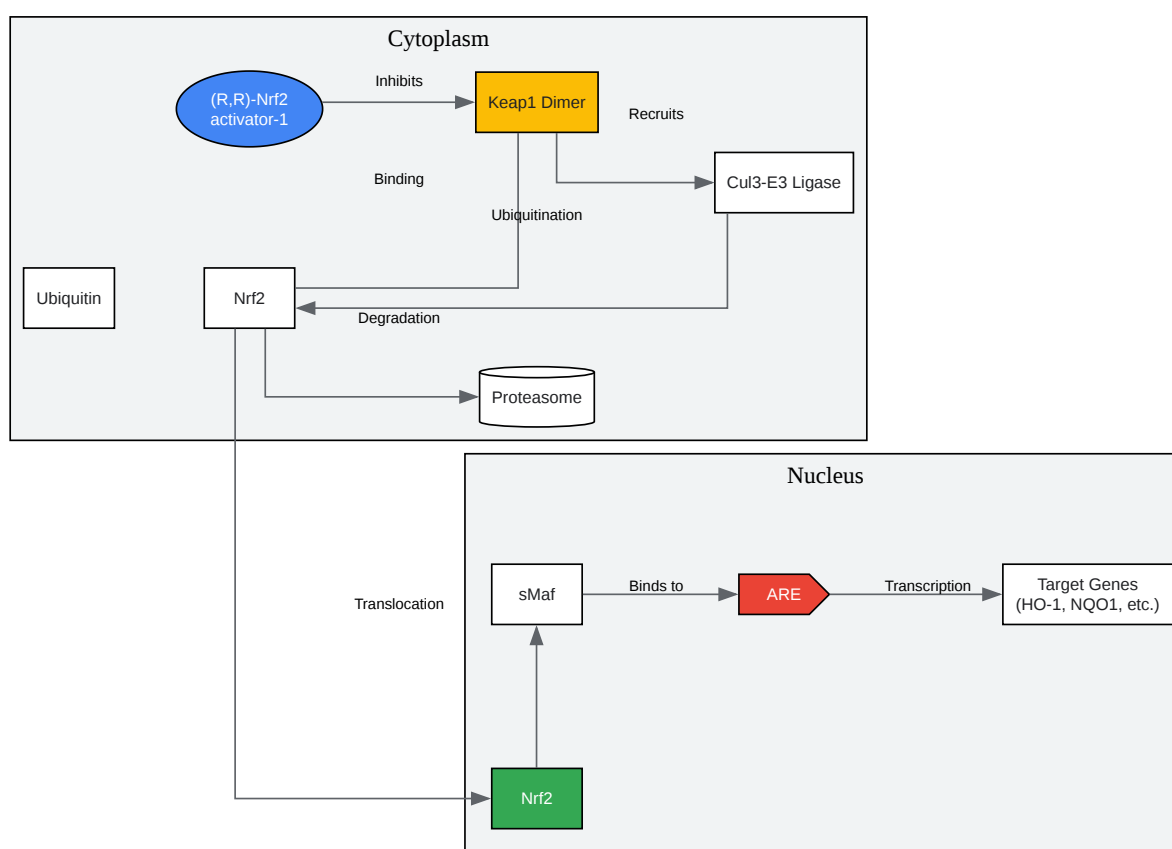 Cytoplasm
(R,R)-Nrf2
activator-1
Inhibits
Keap1 Dimer
Recruits
Binding
Cul3-E3 Ligase
Ubiquitination
Ubiquitin
Nrf2
Degradation
Proteasome
Nucleus
Translocation
sMaf
Binds to
ARE
Transcription
Target Genes
(HO-1, NQO1, etc.)
Nrf2